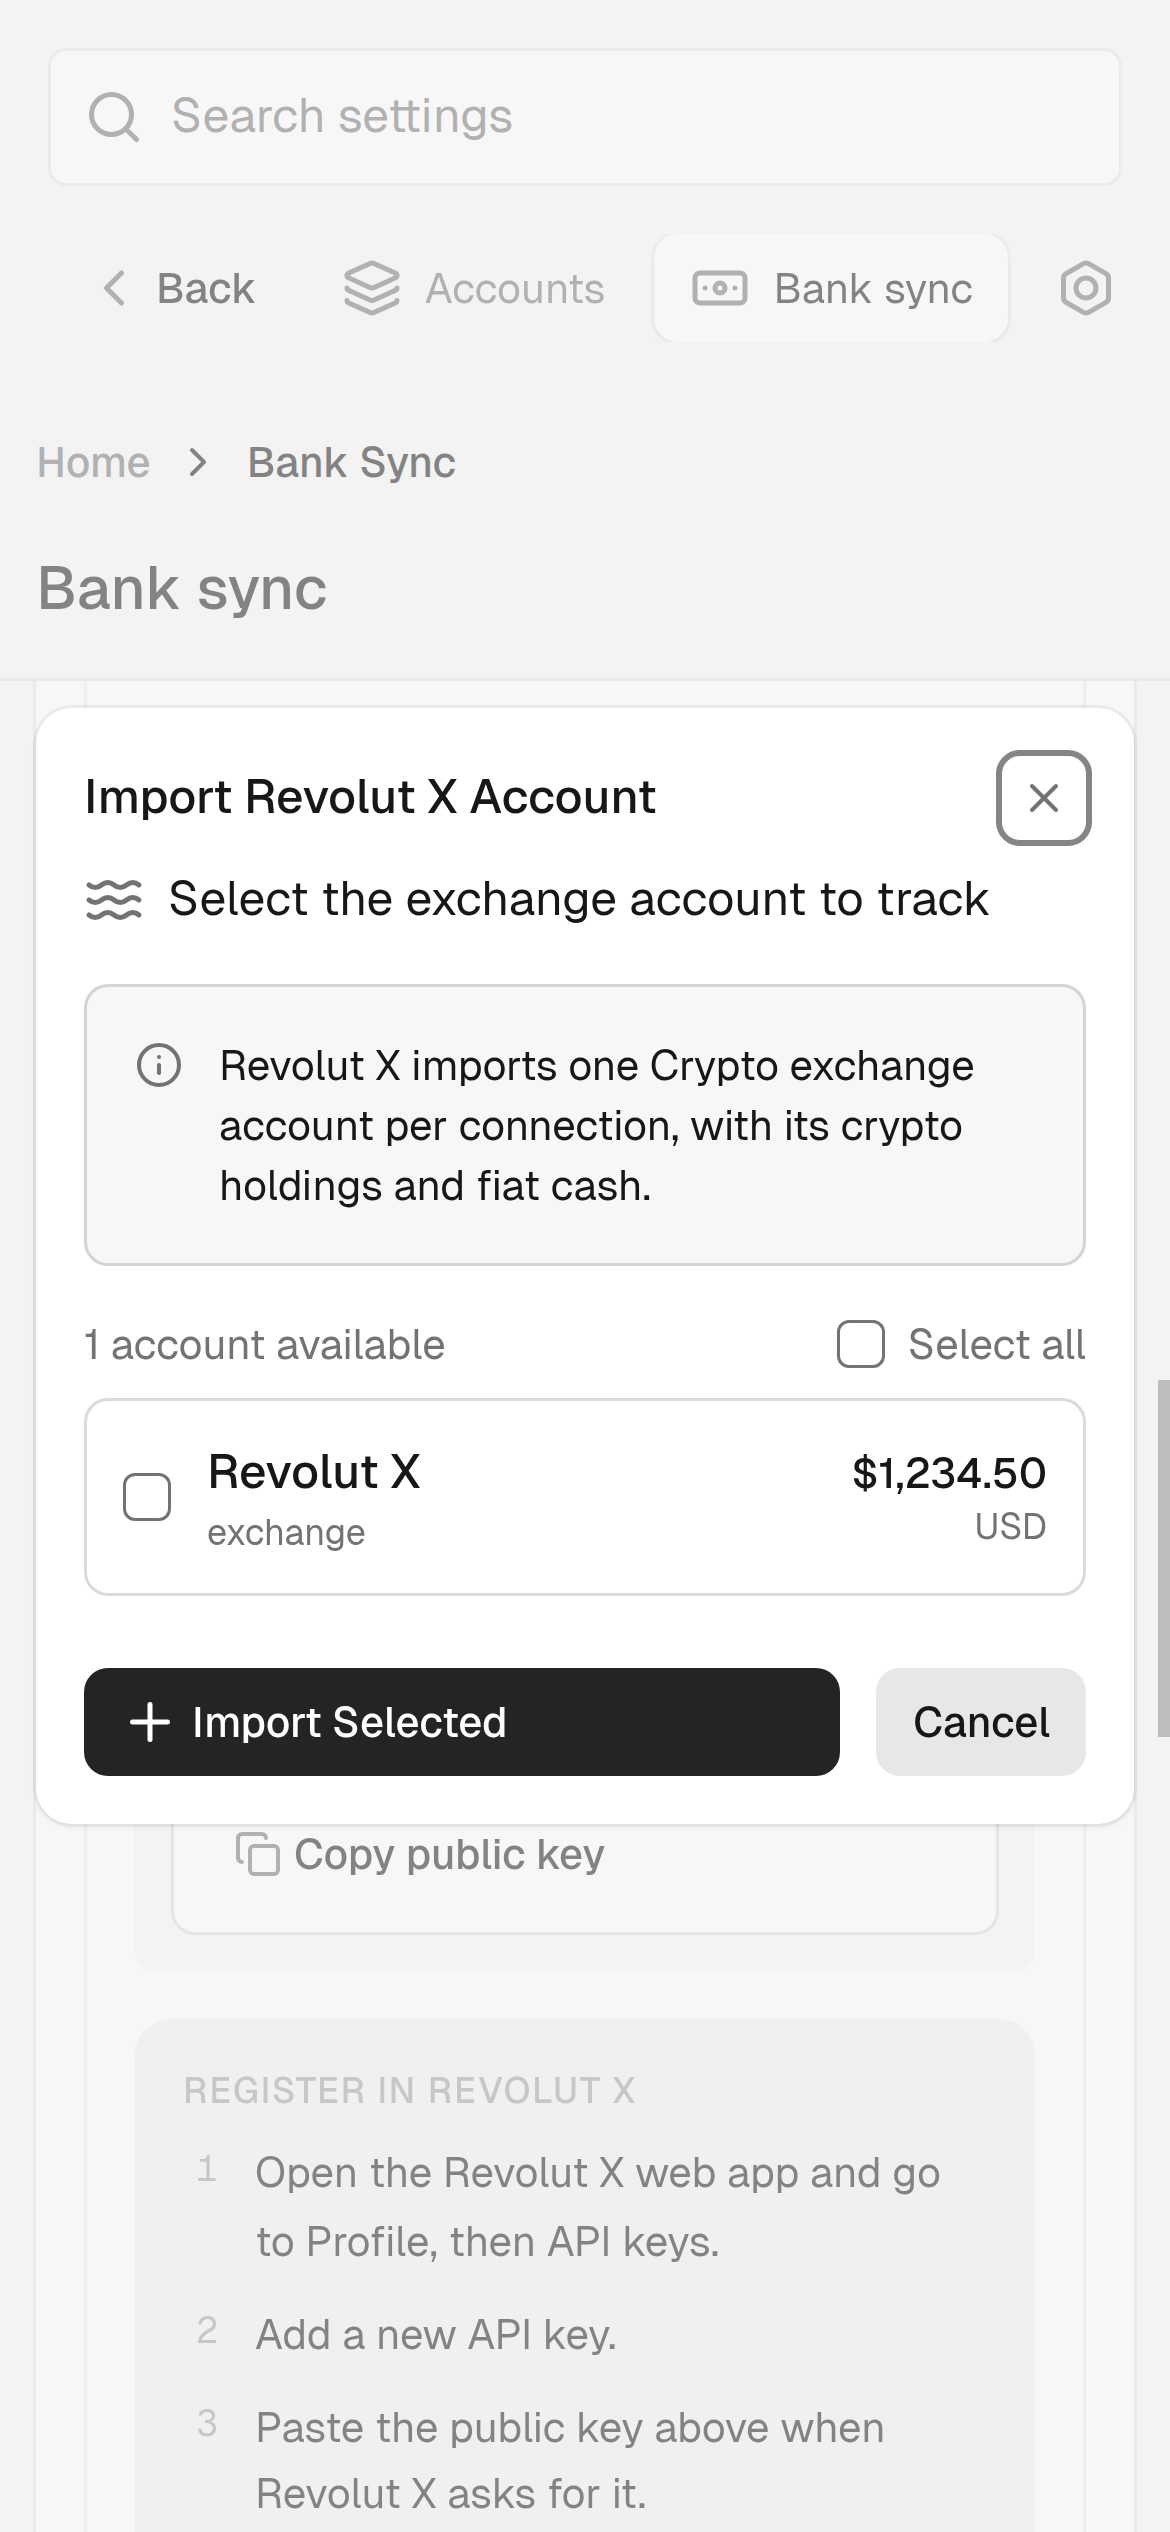 Search settings
Back
Accounts
Bank sync
Home
Bank Sync
Bank sync
Import Revolut X Account
Select the exchange account to track
Revolut X imports one Crypto exchange
account per connection, with its crypto
holdings and fiat cash.
1 account available
Select all
Revolut X
$1,234.50
exchange
USD
Import Selected
Cancel
Copy public key
REGISTER IN REVOLUT X
1 Open the Revolut X web app and go
to Profile, then API keys.
2 Add a new API key.
3 Paste the public key above when
Revolut X asks for it.